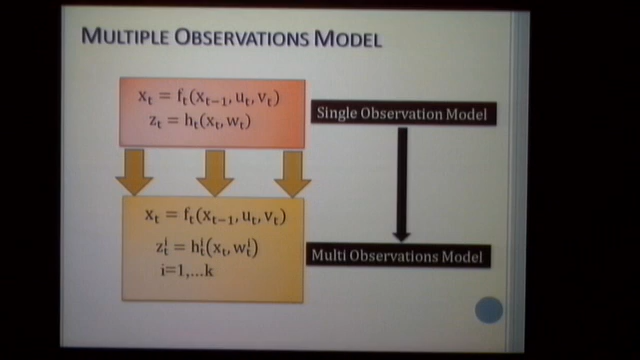 MULTIPLE OBSERVATIONS MODEL
xₜ = fₜ(xₜ₋₁, uₜ, vₜ)
zₜ = hₜ(xₜ, wₜ)
Single Observation Model
xₜ = fₜ(xₜ₋₁, uₜ, vₜ)
zₜⁱ = hₜⁱ(xₜ, wₜⁱ)
i=1,...k
Multi Observations Model